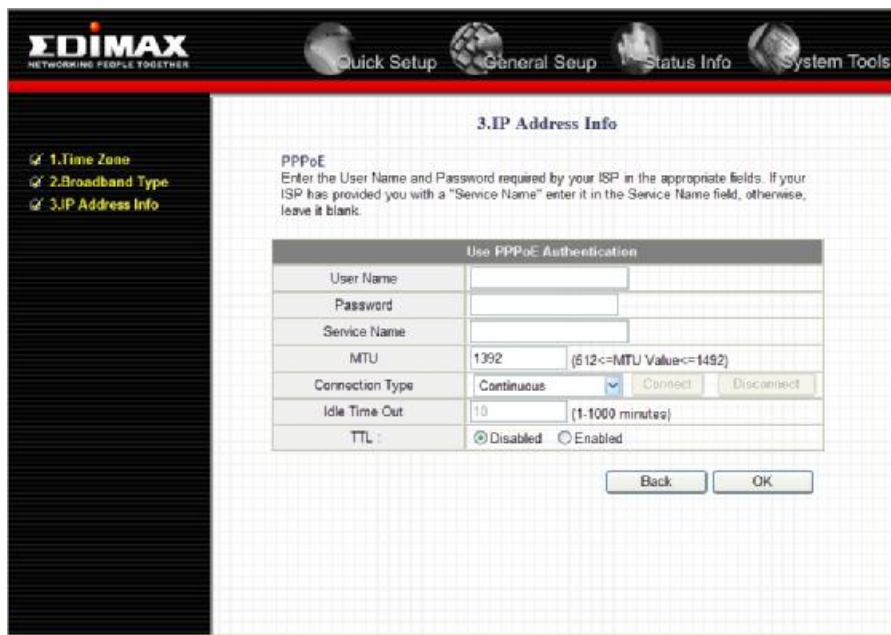 EDIMAX
NETWORKING PEOPLE TOGETHER
Quick Setup
General Seup
Status Info
System Tools
1.Time Zone
2.Broadband Type
3.IP Address Info
3.IP Address Info
PPPoE
Enter the User Name and Password required by your ISP in the appropriate fields. If your
ISP has provided you with a "Service Name" enter it in the Service Name field, otherwise,
leave it blank.
Use PPPoE Authentication
User Name
Password
Service Name
MTU 1392 (512<=MTU Value<=1492)
Connection Type Continuous Connect Disconnect
Idle Time Out 10 (1-1000 minutes)
TTL : Disabled Enabled
Back OK